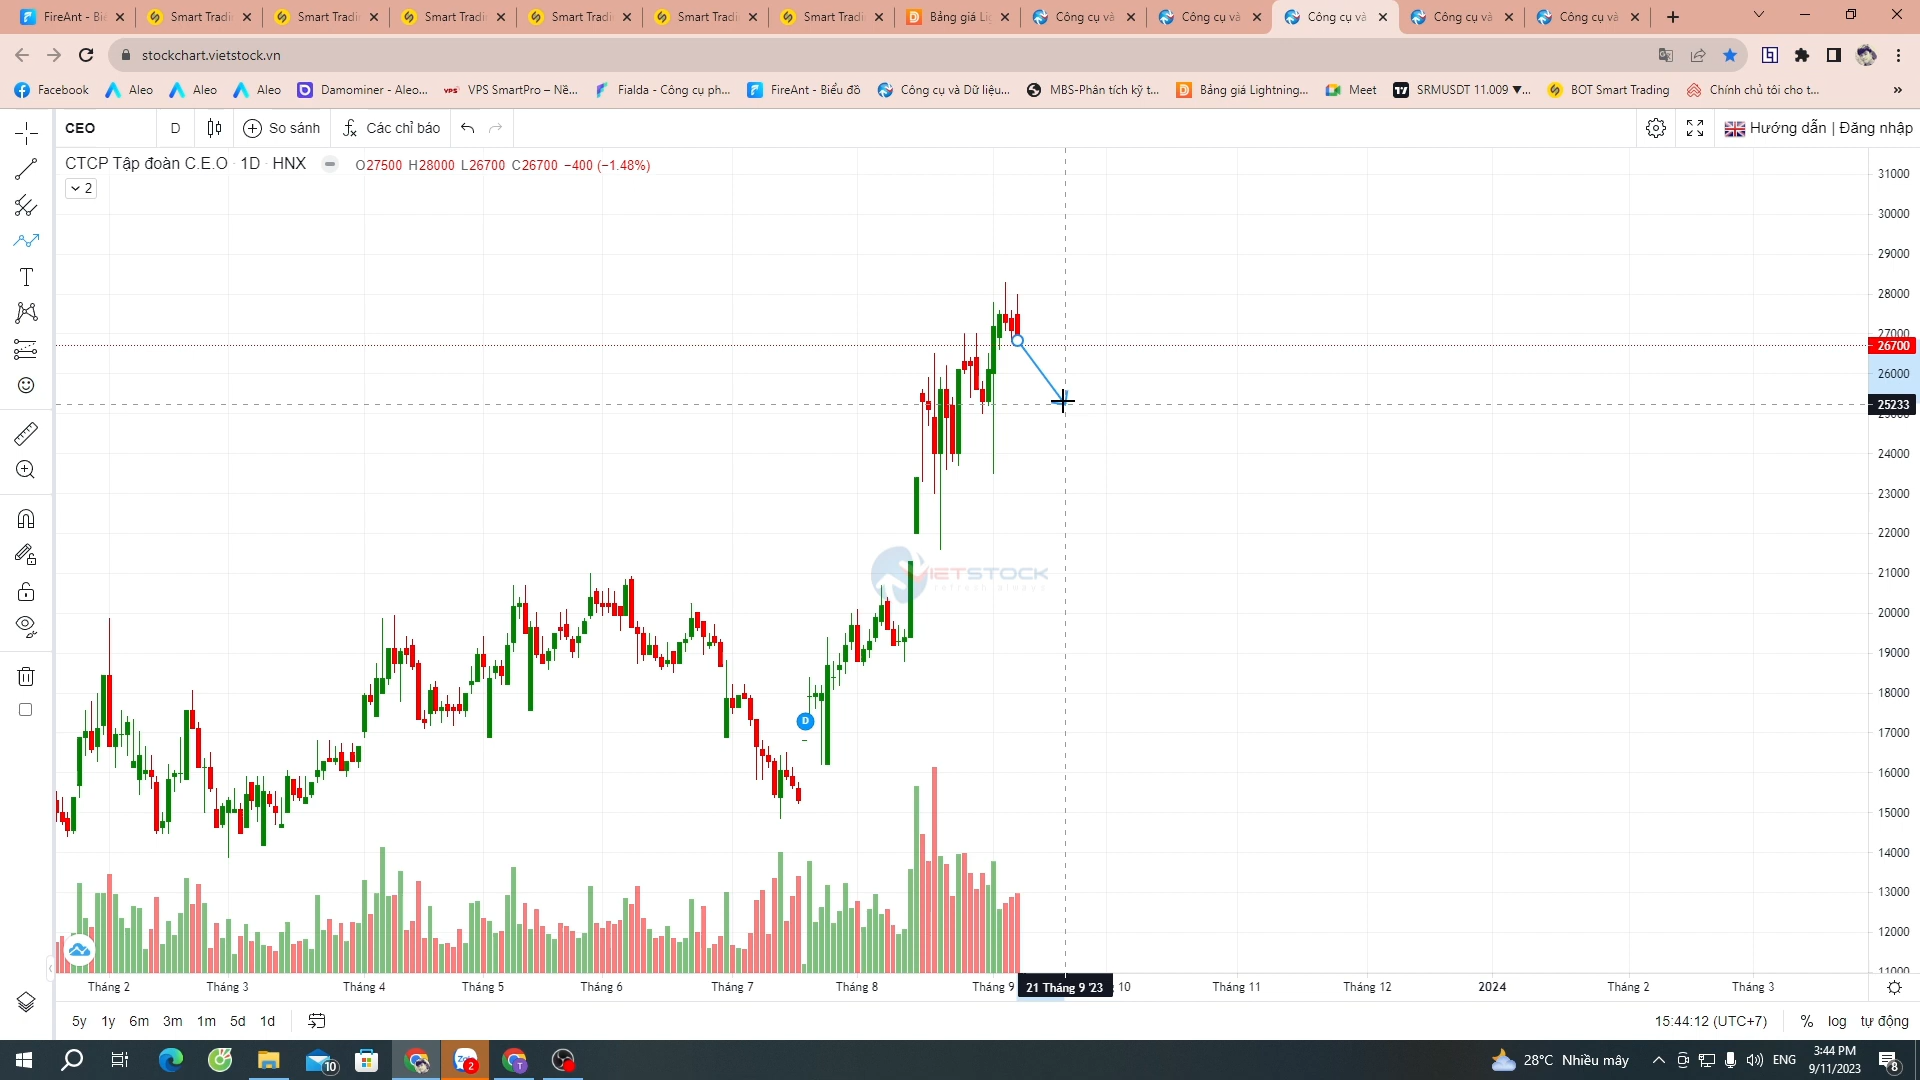 FireAnt - Biể
Smart Tradi
Smart Tradi
Smart Tradi
Smart Tradi
Smart Tradi
Smart Tradi
Bảng giá Lig
Công cụ và
Công cụ và
Công cụ và
Công cụ và
Công cụ và
stockchart.vietstock.vn
Facebook
Aleo
Aleo
Aleo
Damominer - Aleo...
VPS VPS SmartPro – Nề...
Fialda - Công cụ ph...
FireAnt - Biểu đồ
Công cụ và Dữ liệu...
MBS-Phân tích kỹ t...
Bảng giá Lightning...
Meet
SRMUSDT 11.009 ▼...
BOT Smart Trading
Chính chủ tôi cho t...
CEO
D
So sánh
Các chỉ báo
Hướng dẫn | Đăng nhập
CTCP Tập đoàn C.E.O · 1D · HNX
O27500 H28000 L26700 C26700 −400 (−1.48%)
2
31000
30000
29000
28000
27000
26700
26000
25233
24000
23000
22000
21000
20000
19000
18000
17000
16000
15000
14000
13000
12000
11000
VIETSTOCK
D
Tháng 2
Tháng 3
Tháng 4
Tháng 5
Tháng 6
Tháng 7
Tháng 8
Tháng 9
21 Tháng 9 '23
10
Tháng 11
Tháng 12
2024
Tháng 2
Tháng 3
5y 1y 6m 3m 1m 5d 1d
15:44:12 (UTC+7)
% log tự động
10
2
T
28°C Nhiều mây
ENG
3:44 PM
9/11/2023
8